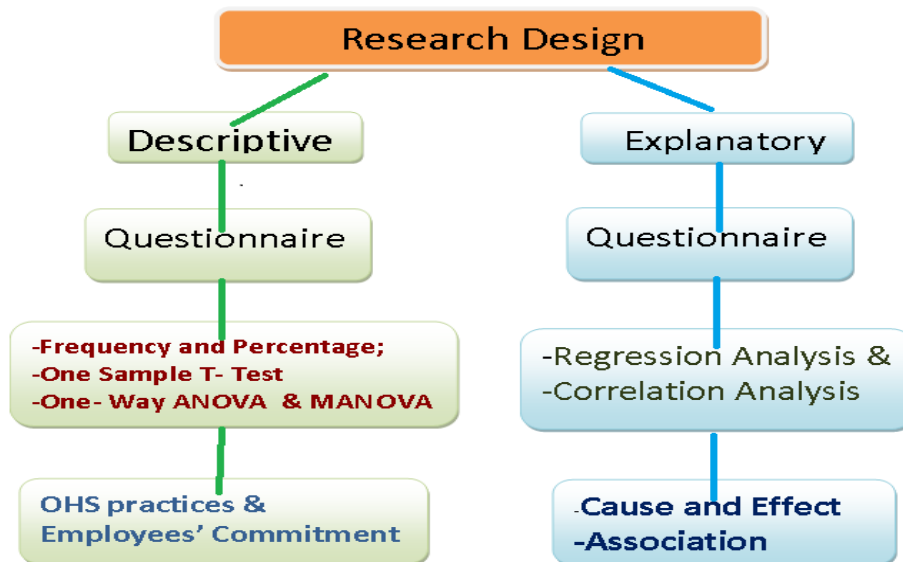 Research Design
Descriptive
Questionnaire
-Frequency and Percentage;
-One Sample T- Test
-One- Way ANOVA & MANOVA
OHS practices &
Employees’ Commitment
Explanatory
Questionnaire
-Regression Analysis &
-Correlation Analysis
-Cause and Effect
-Association